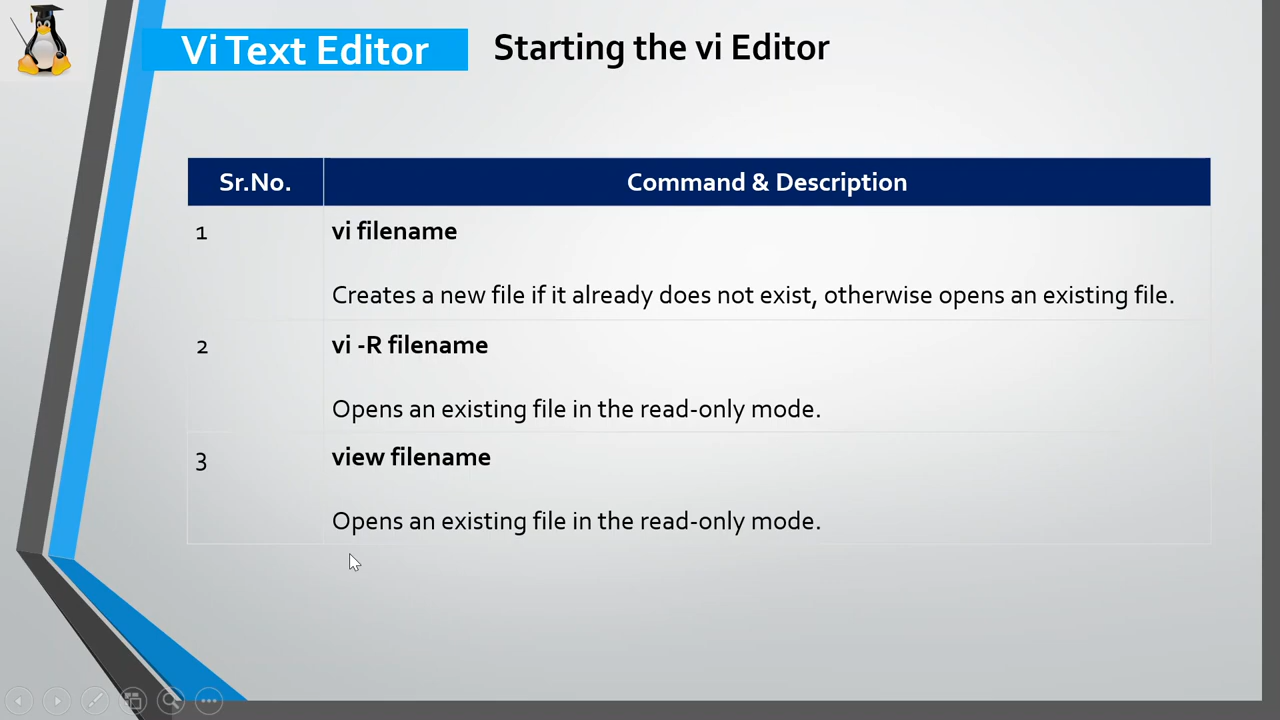 Vi Text Editor
Starting the vi Editor
Sr.No. Command & Description
1 vi filename
Creates a new file if it already does not exist, otherwise opens an existing file.
2 vi -R filename
Opens an existing file in the read-only mode.
3 view filename
Opens an existing file in the read-only mode.